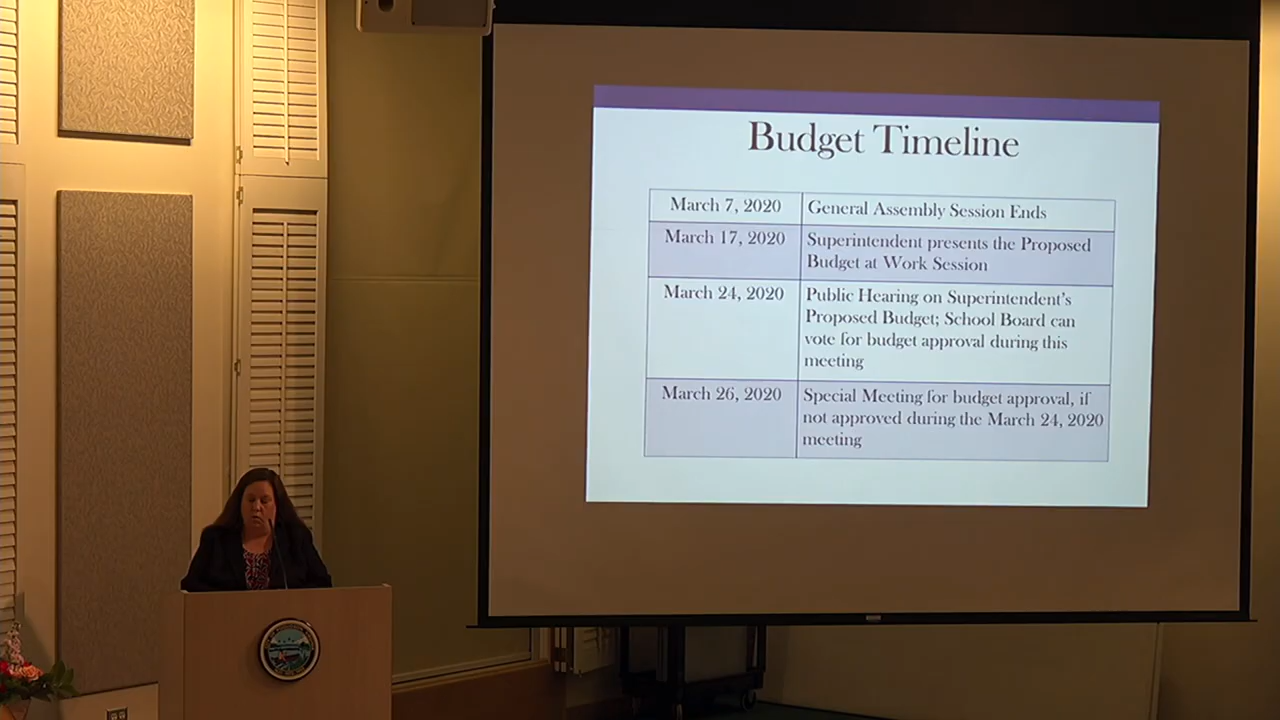 Budget Timeline
March 7, 2020
General Assembly Session Ends
March 17, 2020
Superintendent presents the Proposed
Budget at Work Session
March 24, 2020
Public Hearing on Superintendent's
Proposed Budget; School Board can
vote for budget approval during this
meeting
March 26, 2020
Special Meeting for budget approval, if
not approved during the March 24, 2020
meeting